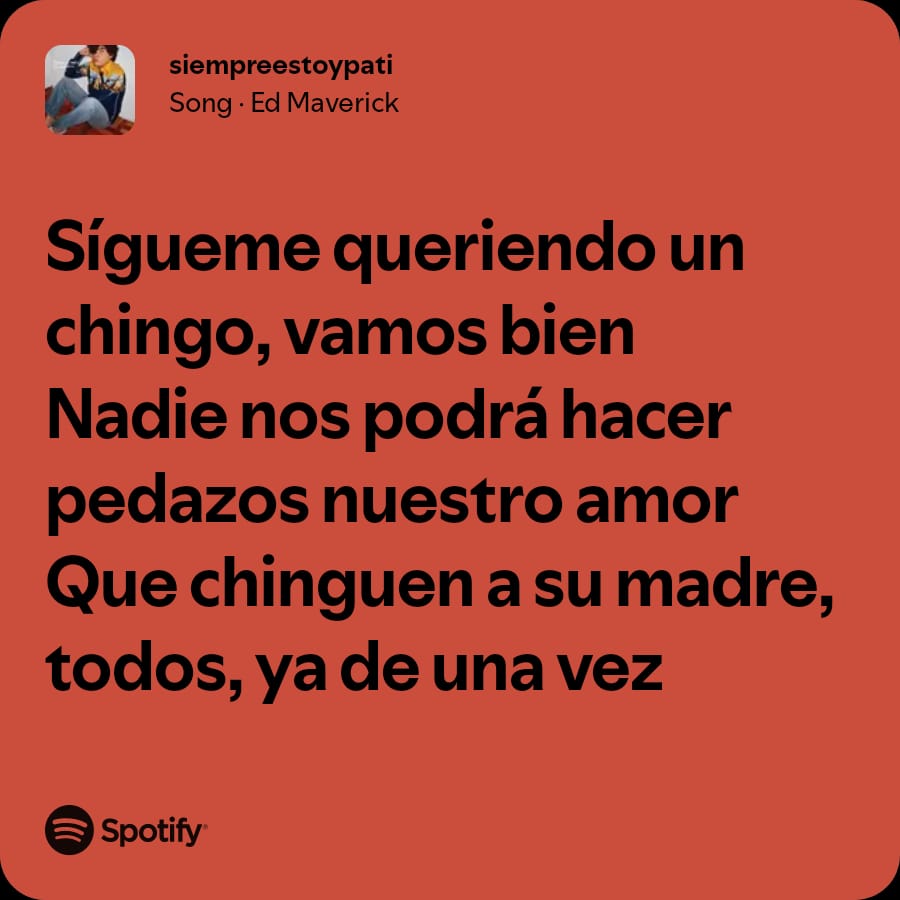 siempreestoypati
Song · Ed Maverick
Sígueme queriendo un
chingo, vamos bien
Nadie nos podrá hacer
pedazos nuestro amor
Que chinguen a su madre,
todos, ya de una vez
Spotify®